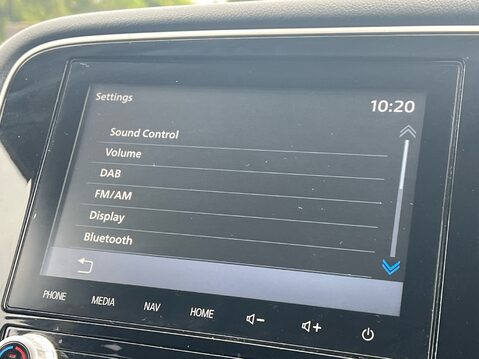 Settings
10:20
Sound Control
Volume
DAB
FM/AM
Display
Bluetooth
PHONE MEDIA NAV HOME